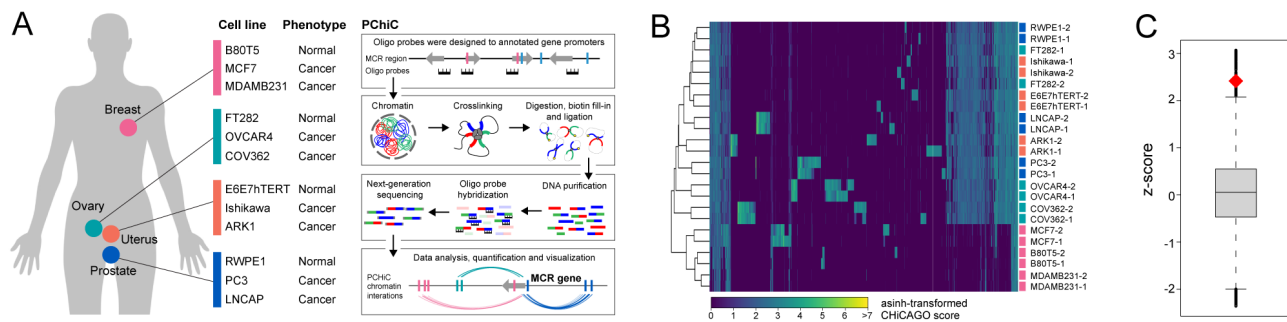 A
Cell line Phenotype
B80T5 Normal
MCF7 Cancer
MDAMB231 Cancer
FT282 Normal
OVCAR4 Cancer
COV362 Cancer
E6E7hTERT Normal
Ishikawa Cancer
ARK1 Cancer
RWPE1 Normal
PC3 Cancer
LNCAP Cancer
Breast
Ovary
Uterus
Prostate
PChiC
Oligo probes were designed to annotated gene promoters
MCR region
Oligo probes
Chromatin
Crosslinking
Digestion, biotin fill-in
and ligation
Next-generation
sequencing
Oligo probe
hybridization
DNA purification
Data analysis, quantification and visualization
PCHiC
chromatin
interations
MCR gene
B
RWPE1-2
RWPE1-1
FT282-1
Ishikawa-1
Ishikawa-2
FT282-2
E6E7hTERT-2
E6E7hTERT-1
LNCAP-2
LNCAP-1
ARK1-2
ARK1-1
PC3-2
PC3-1
OVCAR4-2
OVCAR4-1
COV362-2
COV362-1
MCF7-2
MCF7-1
B80T5-2
B80T5-1
MDAMB231-2
MDAMB231-1
0 1 2 3 4 5 6 >7
asinh-transformed
CHiCAGO score
C
z-score
3
2
1
0
-1
-2